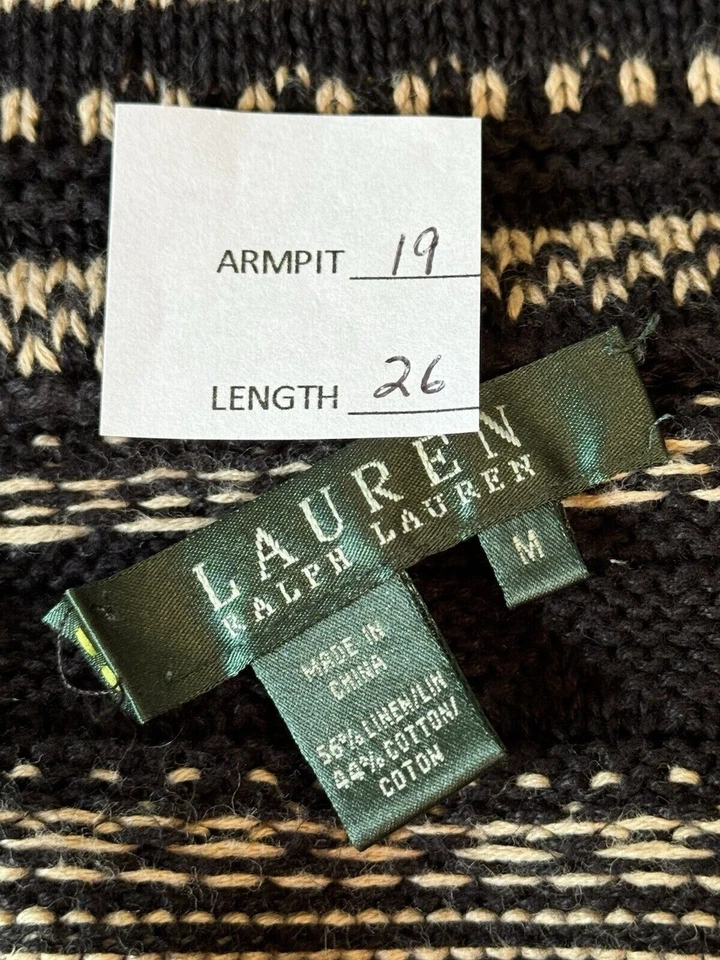 ARMPIT 19
LENGTH 26
LAUREN
RALPH LAUREN
M
MADE IN
CHINA
56% LINEN/LIN
44% COTTON/
COTON